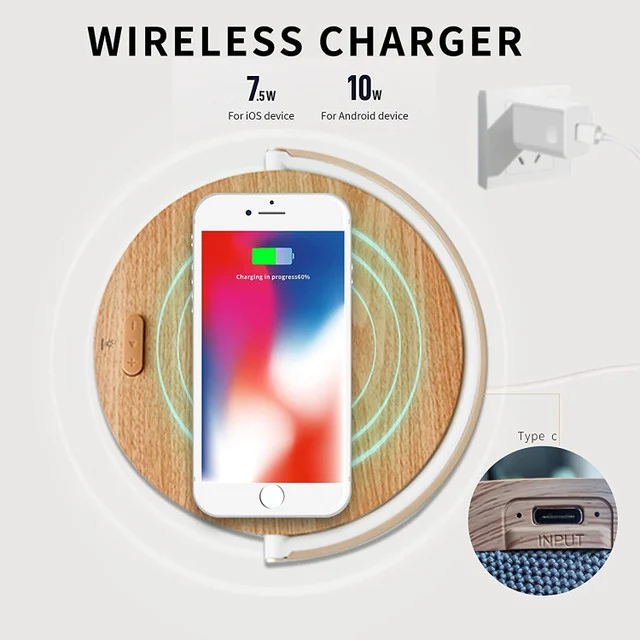 WIRELESS CHARGER
7.5W
For iOS device
10W
For Android device
Charging in progress60%
Type c
INPUT